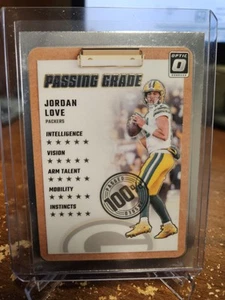 OPTIC
PASSING GRADE
JORDAN
LOVE
PACKERS
INTELLIGENCE
VISION
ARM TALENT
MOBILITY
INSTINCTS
100%